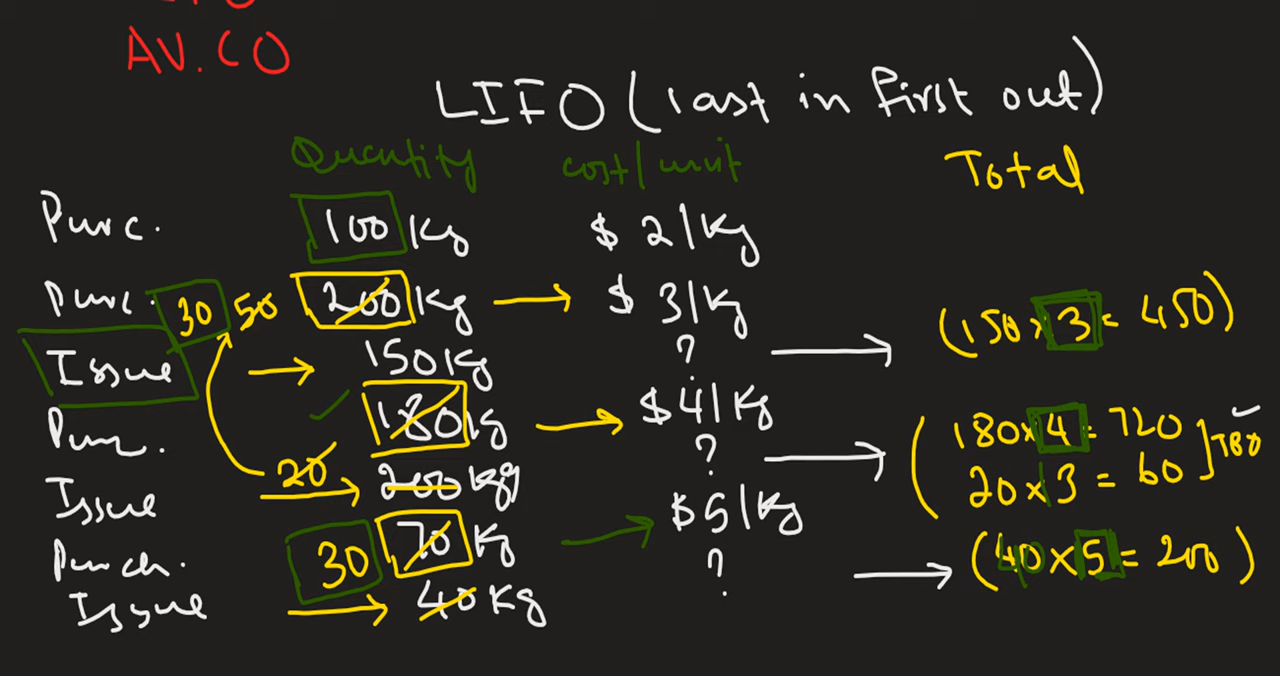 AV.CO
LIFO (last in first out)
Quantity cost/unit Total
Purc. 100 Kg $ 2/Kg
Purc. 30 50 200 Kg $ 3/Kg
Issue 150 Kg ? (150 × 3 = 450)
Pur. 180 Kg $ 4/Kg
Issue 20 200 Kg ? (180 × 4 = 720
20 × 3 = 60 ] 780
Purch. 30 70 Kg $ 5/Kg
Issue 40 Kg ? (40 × 5 = 200)